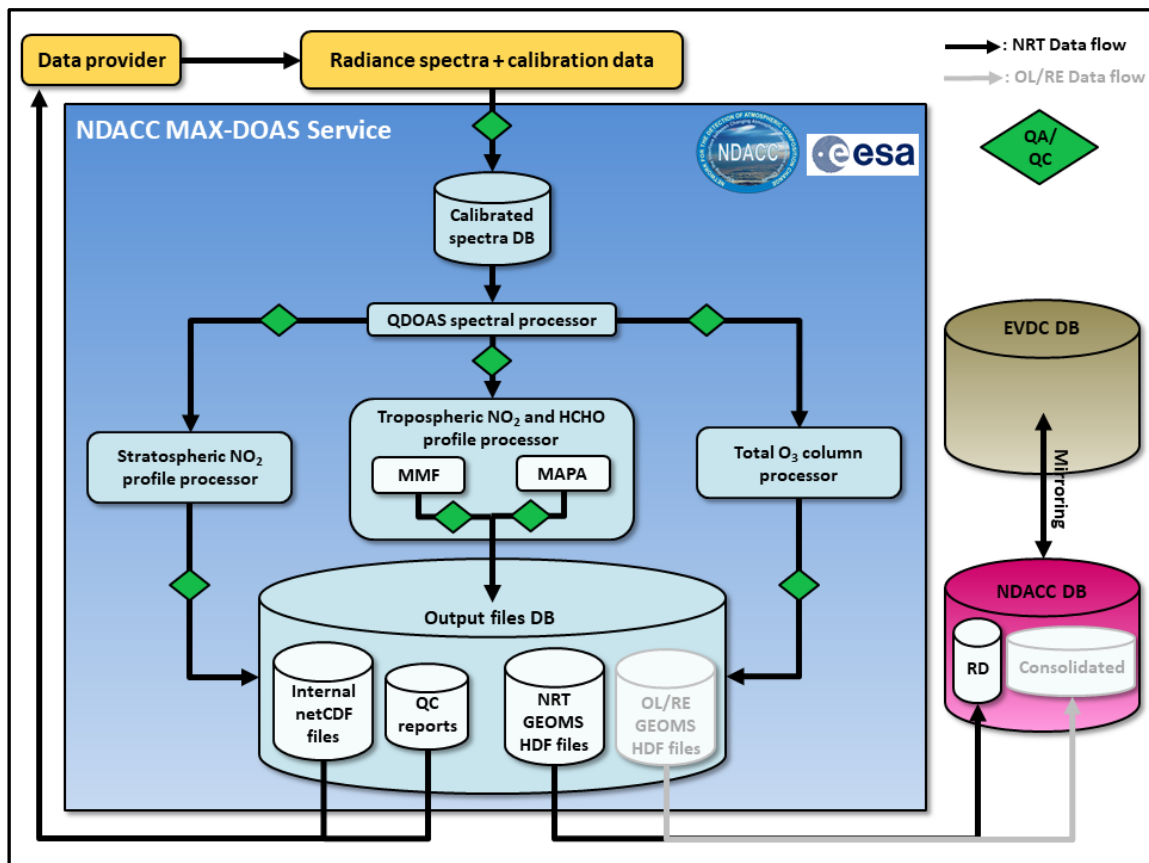 Data provider
Radiance spectra + calibration data
: NRT Data flow
: OL/RE Data flow
NDACC MAX-DOAS Service
NDACC
esa
QA/
QC
Calibrated
spectra DB
QDOAS spectral processor
EVDC DB
Tropospheric NO₂ and HCHO
profile processor
MMF
MAPA
Stratospheric NO₂
profile processor
Total O₃ column
processor
Mirroring
NDACC DB
RD
Consolidated
Output files DB
Internal
netCDF
files
QC
reports
NRT
GEOMS
HDF files
OL/RE
GEOMS
HDF files